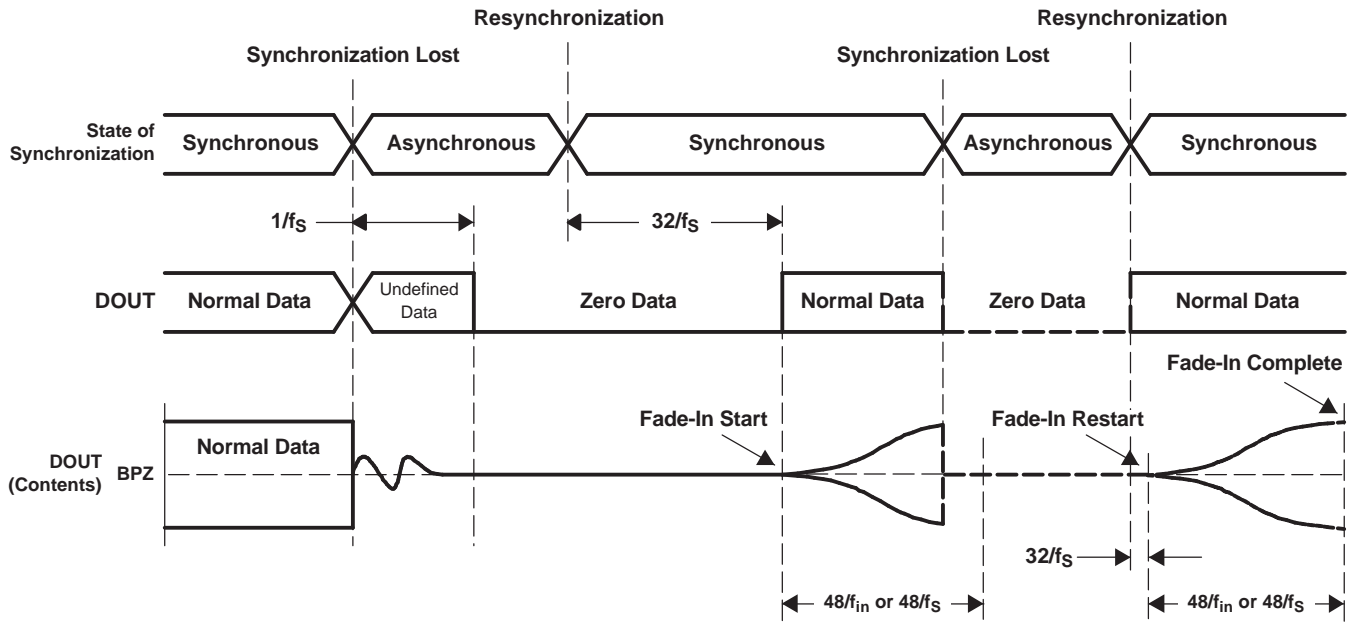 Resynchronization Resynchronization
Synchronization Lost Synchronization Lost
State of
Synchronization
Synchronous Asynchronous Synchronous Asynchronous Synchronous
1/fS 32/fS
DOUT
Normal Data
Undefined
Data
Zero Data Normal Data Zero Data Normal Data
Fade-In Complete
Fade-In Start Fade-In Restart
Normal Data
DOUT
(Contents)
BPZ
32/fS
48/fin or 48/fS 48/fin or 48/fS